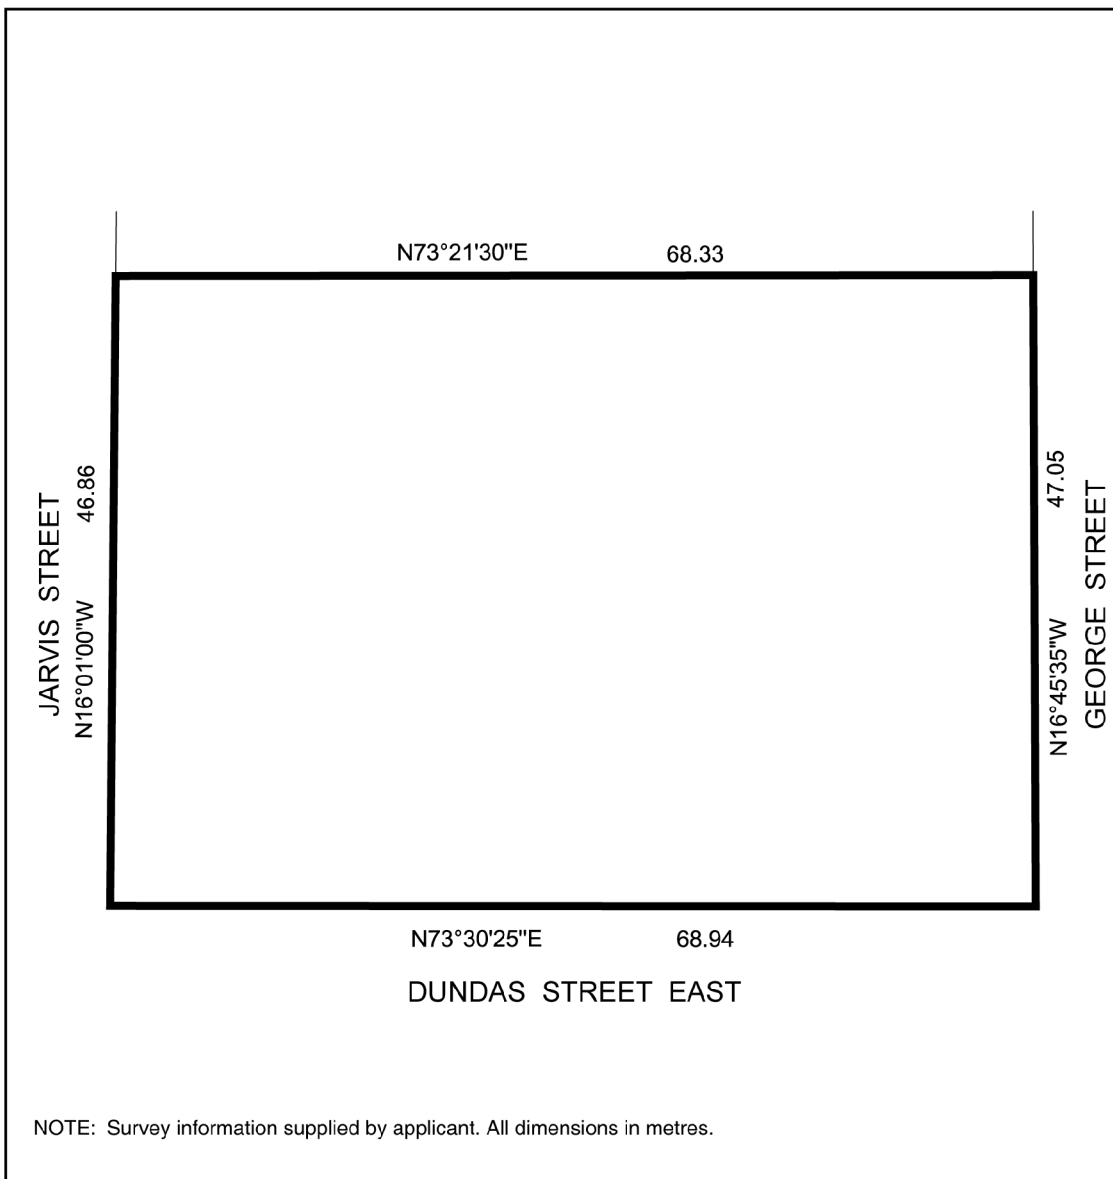 N73°21'30"E 68.33
JARVIS STREET
N16°01'00"W 46.86
N16°45'35"W 47.05
GEORGE STREET
N73°30'25"E 68.94
DUNDAS STREET EAST
NOTE: Survey information supplied by applicant. All dimensions in metres.